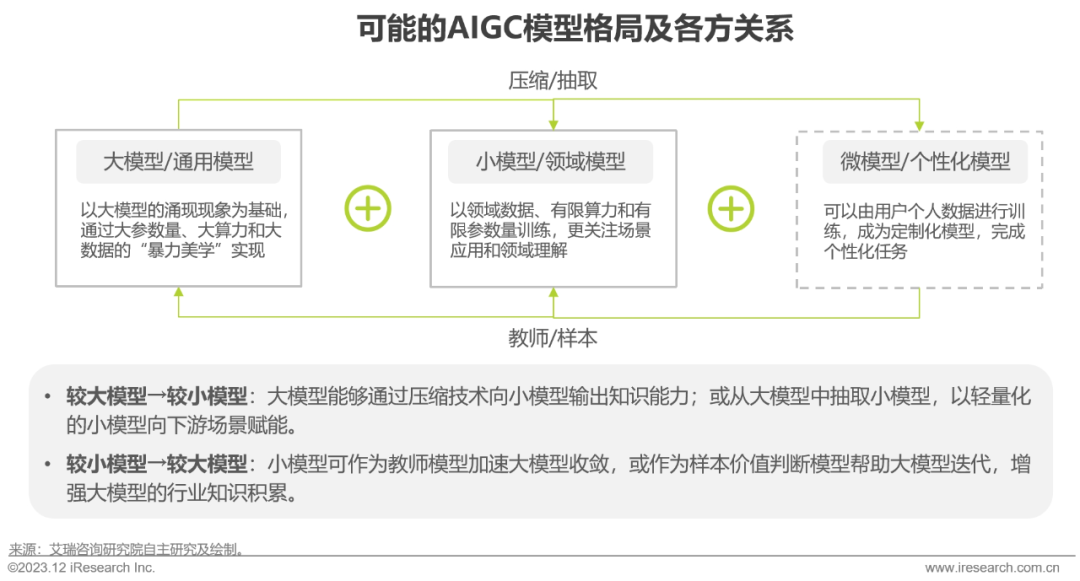 可能的AIGC模型格局及各方关系
压缩/抽取
大模型/通用模型
以大模型的涌现现象为基础，
通过大参数量、大算力和大
数据的“暴力美学”实现
小模型/领域模型
以领域数据、有限算力和有
限参数量训练，更关注场景
应用和领域理解
微模型/个性化模型
可以由用户个人数据进行训
练，成为定制化模型，完成
个性化任务
教师/样本
• 较大模型→较小模型：大模型能够通过压缩技术向小模型输出知识能力；或从大模型中抽取小模型，以轻量化
的小模型向下游场景赋能。
• 较小模型→较大模型：小模型可作为教师模型加速大模型收敛，或作为样本价值判断模型帮助大模型迭代，增
强大模型的行业知识积累。
来源：艾瑞咨询研究院自主研究及绘制。
©2023.12 iResearch Inc.
www.iresearch.com.cn